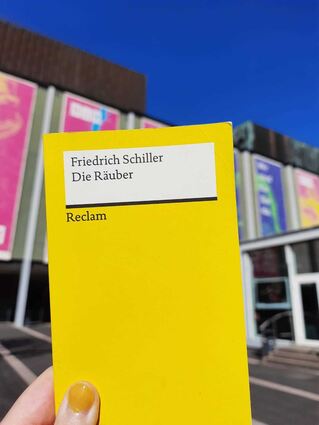 Friedrich Schiller
Die Räuber
Reclam